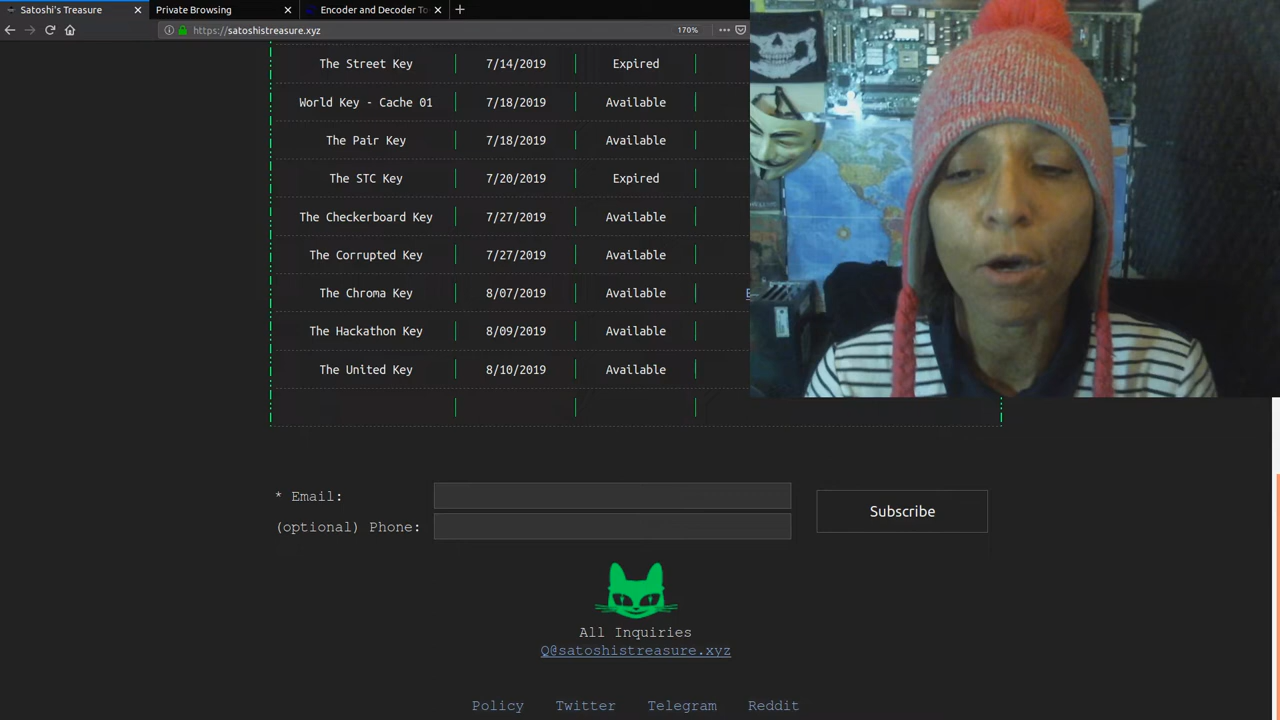 Satoshi's Treasure
Private Browsing
Encoder and Decoder To
https://satoshistreasure.xyz
170%
The Street Key 7/14/2019 Expired
World Key - Cache 01 7/18/2019 Available
The Pair Key 7/18/2019 Available
The STC Key 7/20/2019 Expired
The Checkerboard Key 7/27/2019 Available
The Corrupted Key 7/27/2019 Available
The Chroma Key 8/07/2019 Available
The Hackathon Key 8/09/2019 Available
The United Key 8/10/2019 Available
* Email:
Subscribe
(optional) Phone:
All Inquiries
Q@satoshistreasure.xyz
Policy Twitter Telegram Reddit